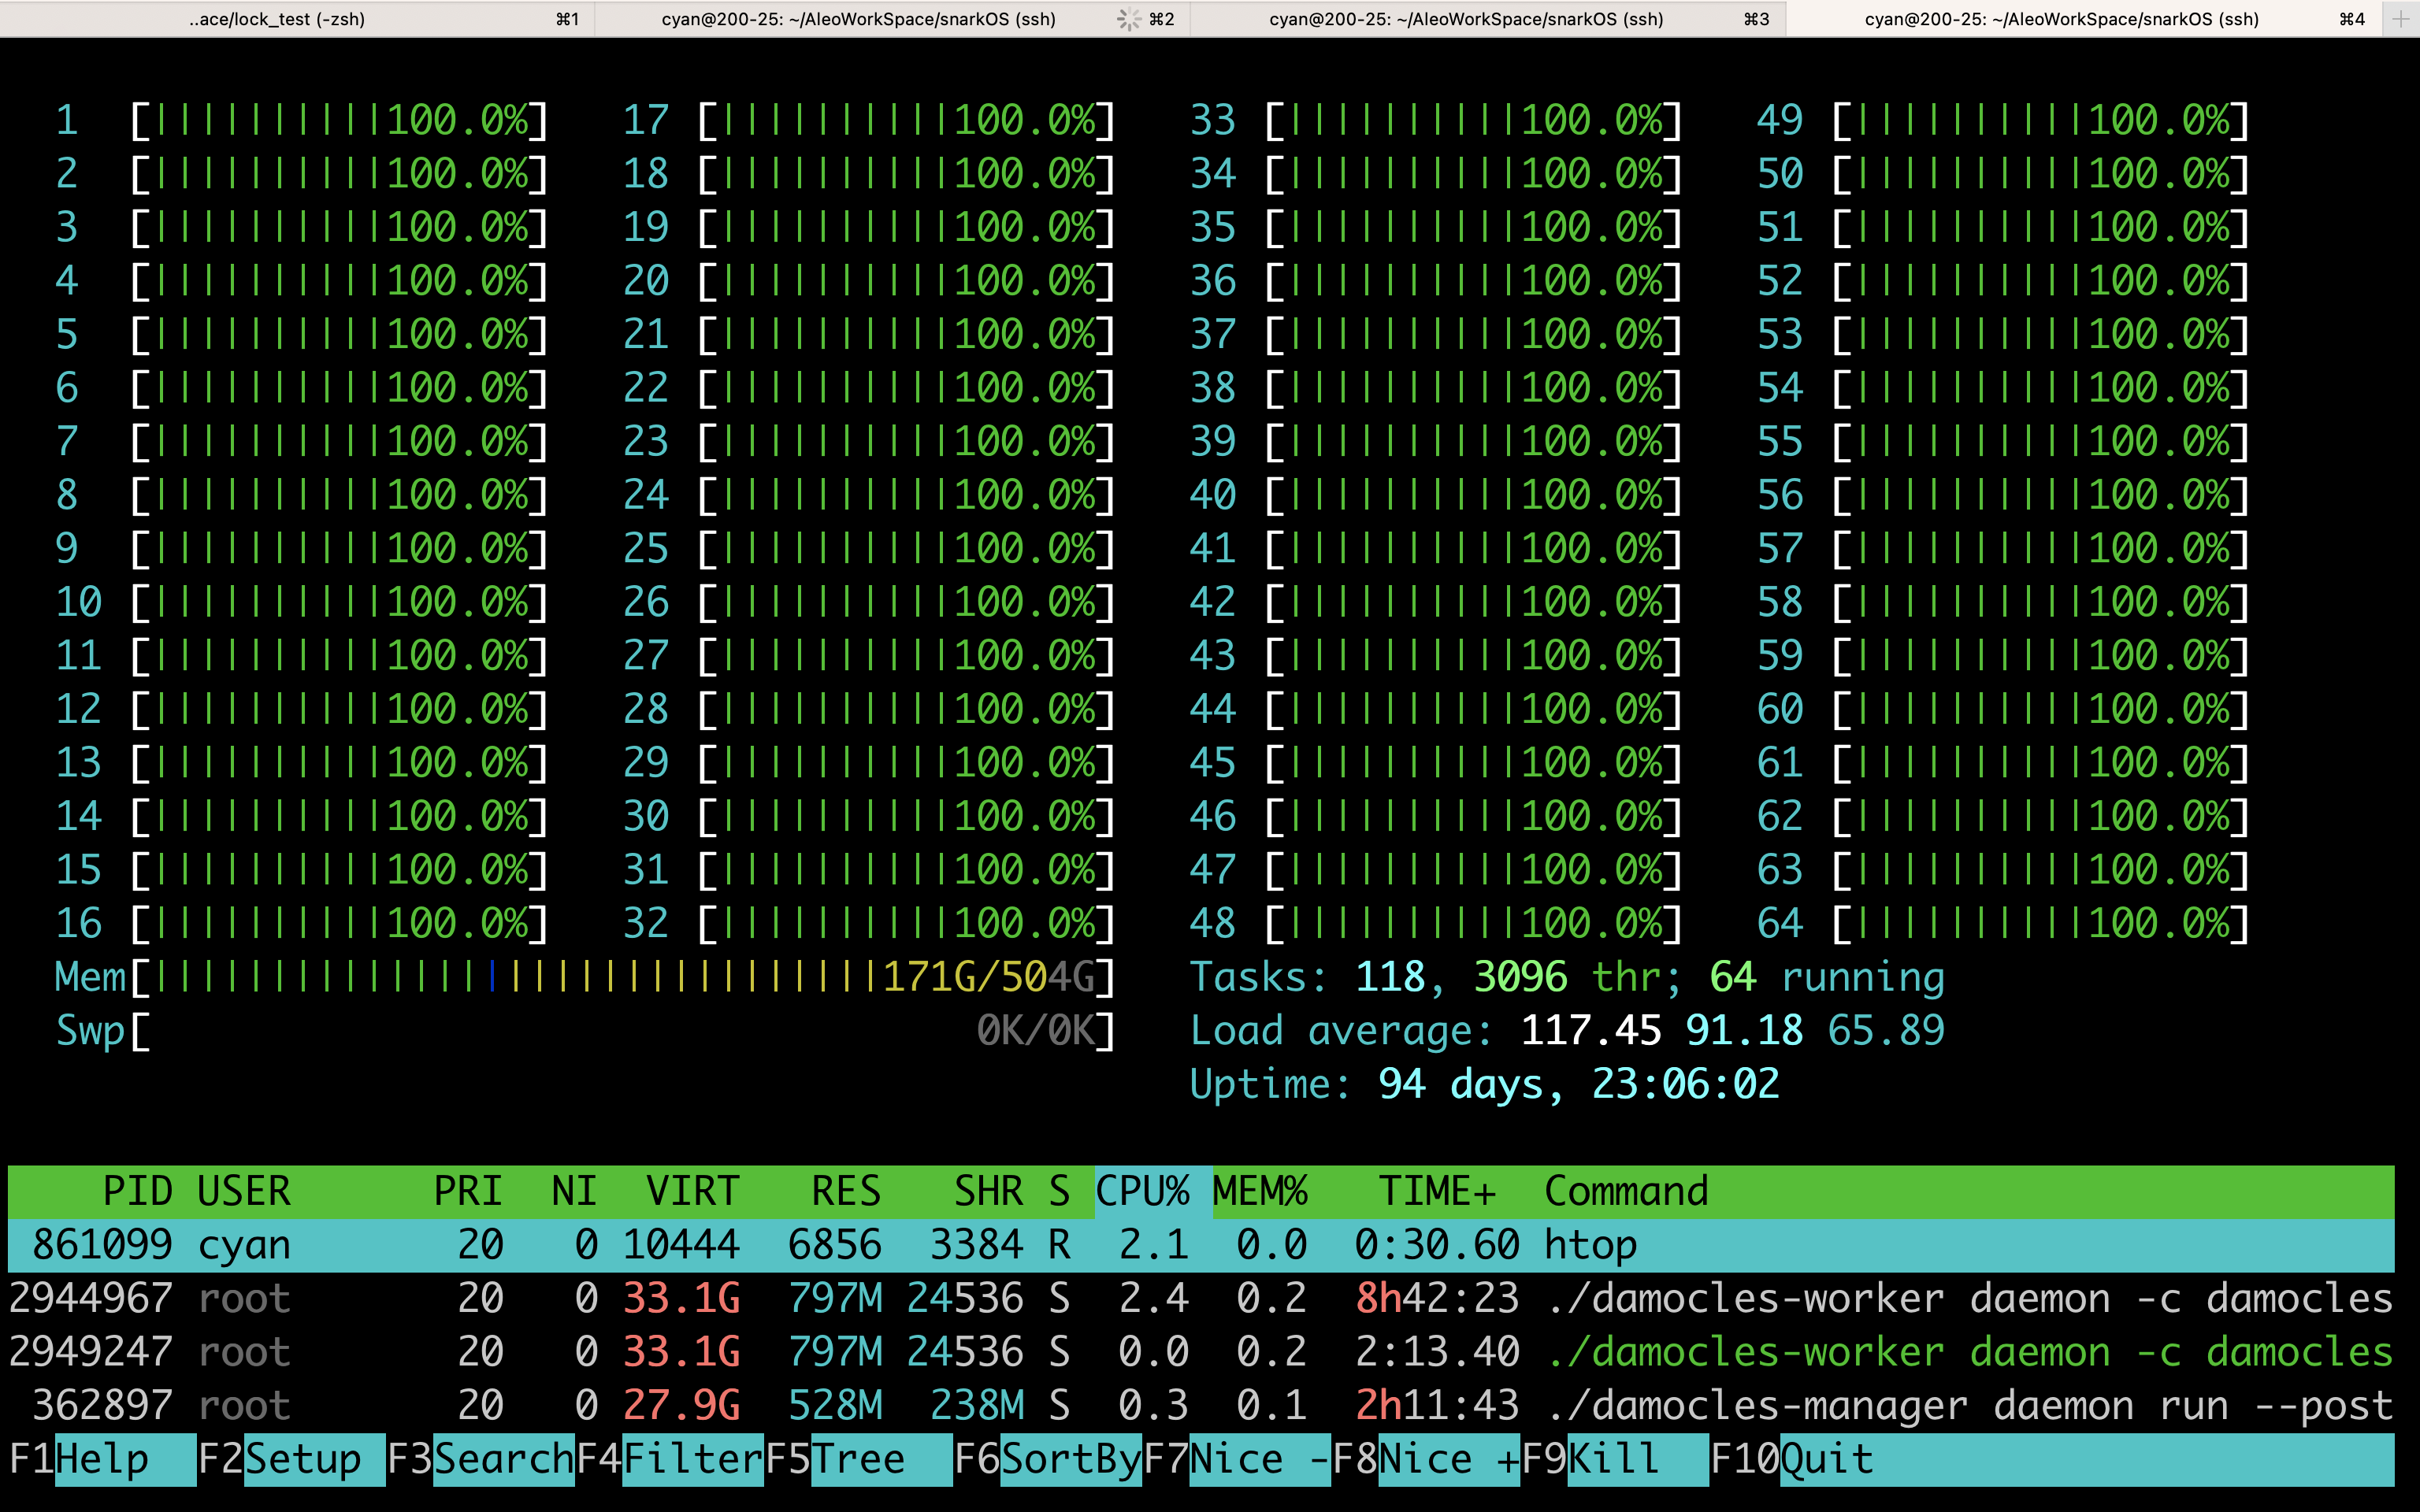 ..ace/lock_test (-zsh) ⌘1 cyan@200-25: ~/AleoWorkSpace/snarkOS (ssh) ⌘2 cyan@200-25: ~/AleoWorkSpace/snarkOS (ssh) ⌘3 cyan@200-25: ~/AleoWorkSpace/snarkOS (ssh) ⌘4 +
1 [||||||||||100.0%] 17 [||||||||||100.0%] 33 [||||||||||100.0%] 49 [||||||||||100.0%]
2 [||||||||||100.0%] 18 [||||||||||100.0%] 34 [||||||||||100.0%] 50 [||||||||||100.0%]
3 [||||||||||100.0%] 19 [||||||||||100.0%] 35 [||||||||||100.0%] 51 [||||||||||100.0%]
4 [||||||||||100.0%] 20 [||||||||||100.0%] 36 [||||||||||100.0%] 52 [||||||||||100.0%]
5 [||||||||||100.0%] 21 [||||||||||100.0%] 37 [||||||||||100.0%] 53 [||||||||||100.0%]
6 [||||||||||100.0%] 22 [||||||||||100.0%] 38 [||||||||||100.0%] 54 [||||||||||100.0%]
7 [||||||||||100.0%] 23 [||||||||||100.0%] 39 [||||||||||100.0%] 55 [||||||||||100.0%]
8 [||||||||||100.0%] 24 [||||||||||100.0%] 40 [||||||||||100.0%] 56 [||||||||||100.0%]
9 [||||||||||100.0%] 25 [||||||||||100.0%] 41 [||||||||||100.0%] 57 [||||||||||100.0%]
10 [||||||||||100.0%] 26 [||||||||||100.0%] 42 [||||||||||100.0%] 58 [||||||||||100.0%]
11 [||||||||||100.0%] 27 [||||||||||100.0%] 43 [||||||||||100.0%] 59 [||||||||||100.0%]
12 [||||||||||100.0%] 28 [||||||||||100.0%] 44 [||||||||||100.0%] 60 [||||||||||100.0%]
13 [||||||||||100.0%] 29 [||||||||||100.0%] 45 [||||||||||100.0%] 61 [||||||||||100.0%]
14 [||||||||||100.0%] 30 [||||||||||100.0%] 46 [||||||||||100.0%] 62 [||||||||||100.0%]
15 [||||||||||100.0%] 31 [||||||||||100.0%] 47 [||||||||||100.0%] 63 [||||||||||100.0%]
16 [||||||||||100.0%] 32 [||||||||||100.0%] 48 [||||||||||100.0%] 64 [||||||||||100.0%]
Mem[|||||||||||||||||||||||||||||||171G/504G] Tasks: 118, 3096 thr; 64 running
Swp[ 0K/0K] Load average: 117.45 91.18 65.89
Uptime: 94 days, 23:06:02
PID USER PRI NI VIRT RES SHR S CPU% MEM% TIME+ Command
861099 cyan 20 0 10444 6856 3384 R 2.1 0.0 0:30.60 htop
2944967 root 20 0 33.1G 797M 24536 S 2.4 0.2 8h42:23 ./damocles-worker daemon -c damocles
2949247 root 20 0 33.1G 797M 24536 S 0.0 0.2 2:13.40 ./damocles-worker daemon -c damocles
362897 root 20 0 27.9G 528M 238M S 0.3 0.1 2h11:43 ./damocles-manager daemon run --post
F1Help F2Setup F3SearchF4FilterF5Tree F6SortByF7Nice -F8Nice +F9Kill F10Quit